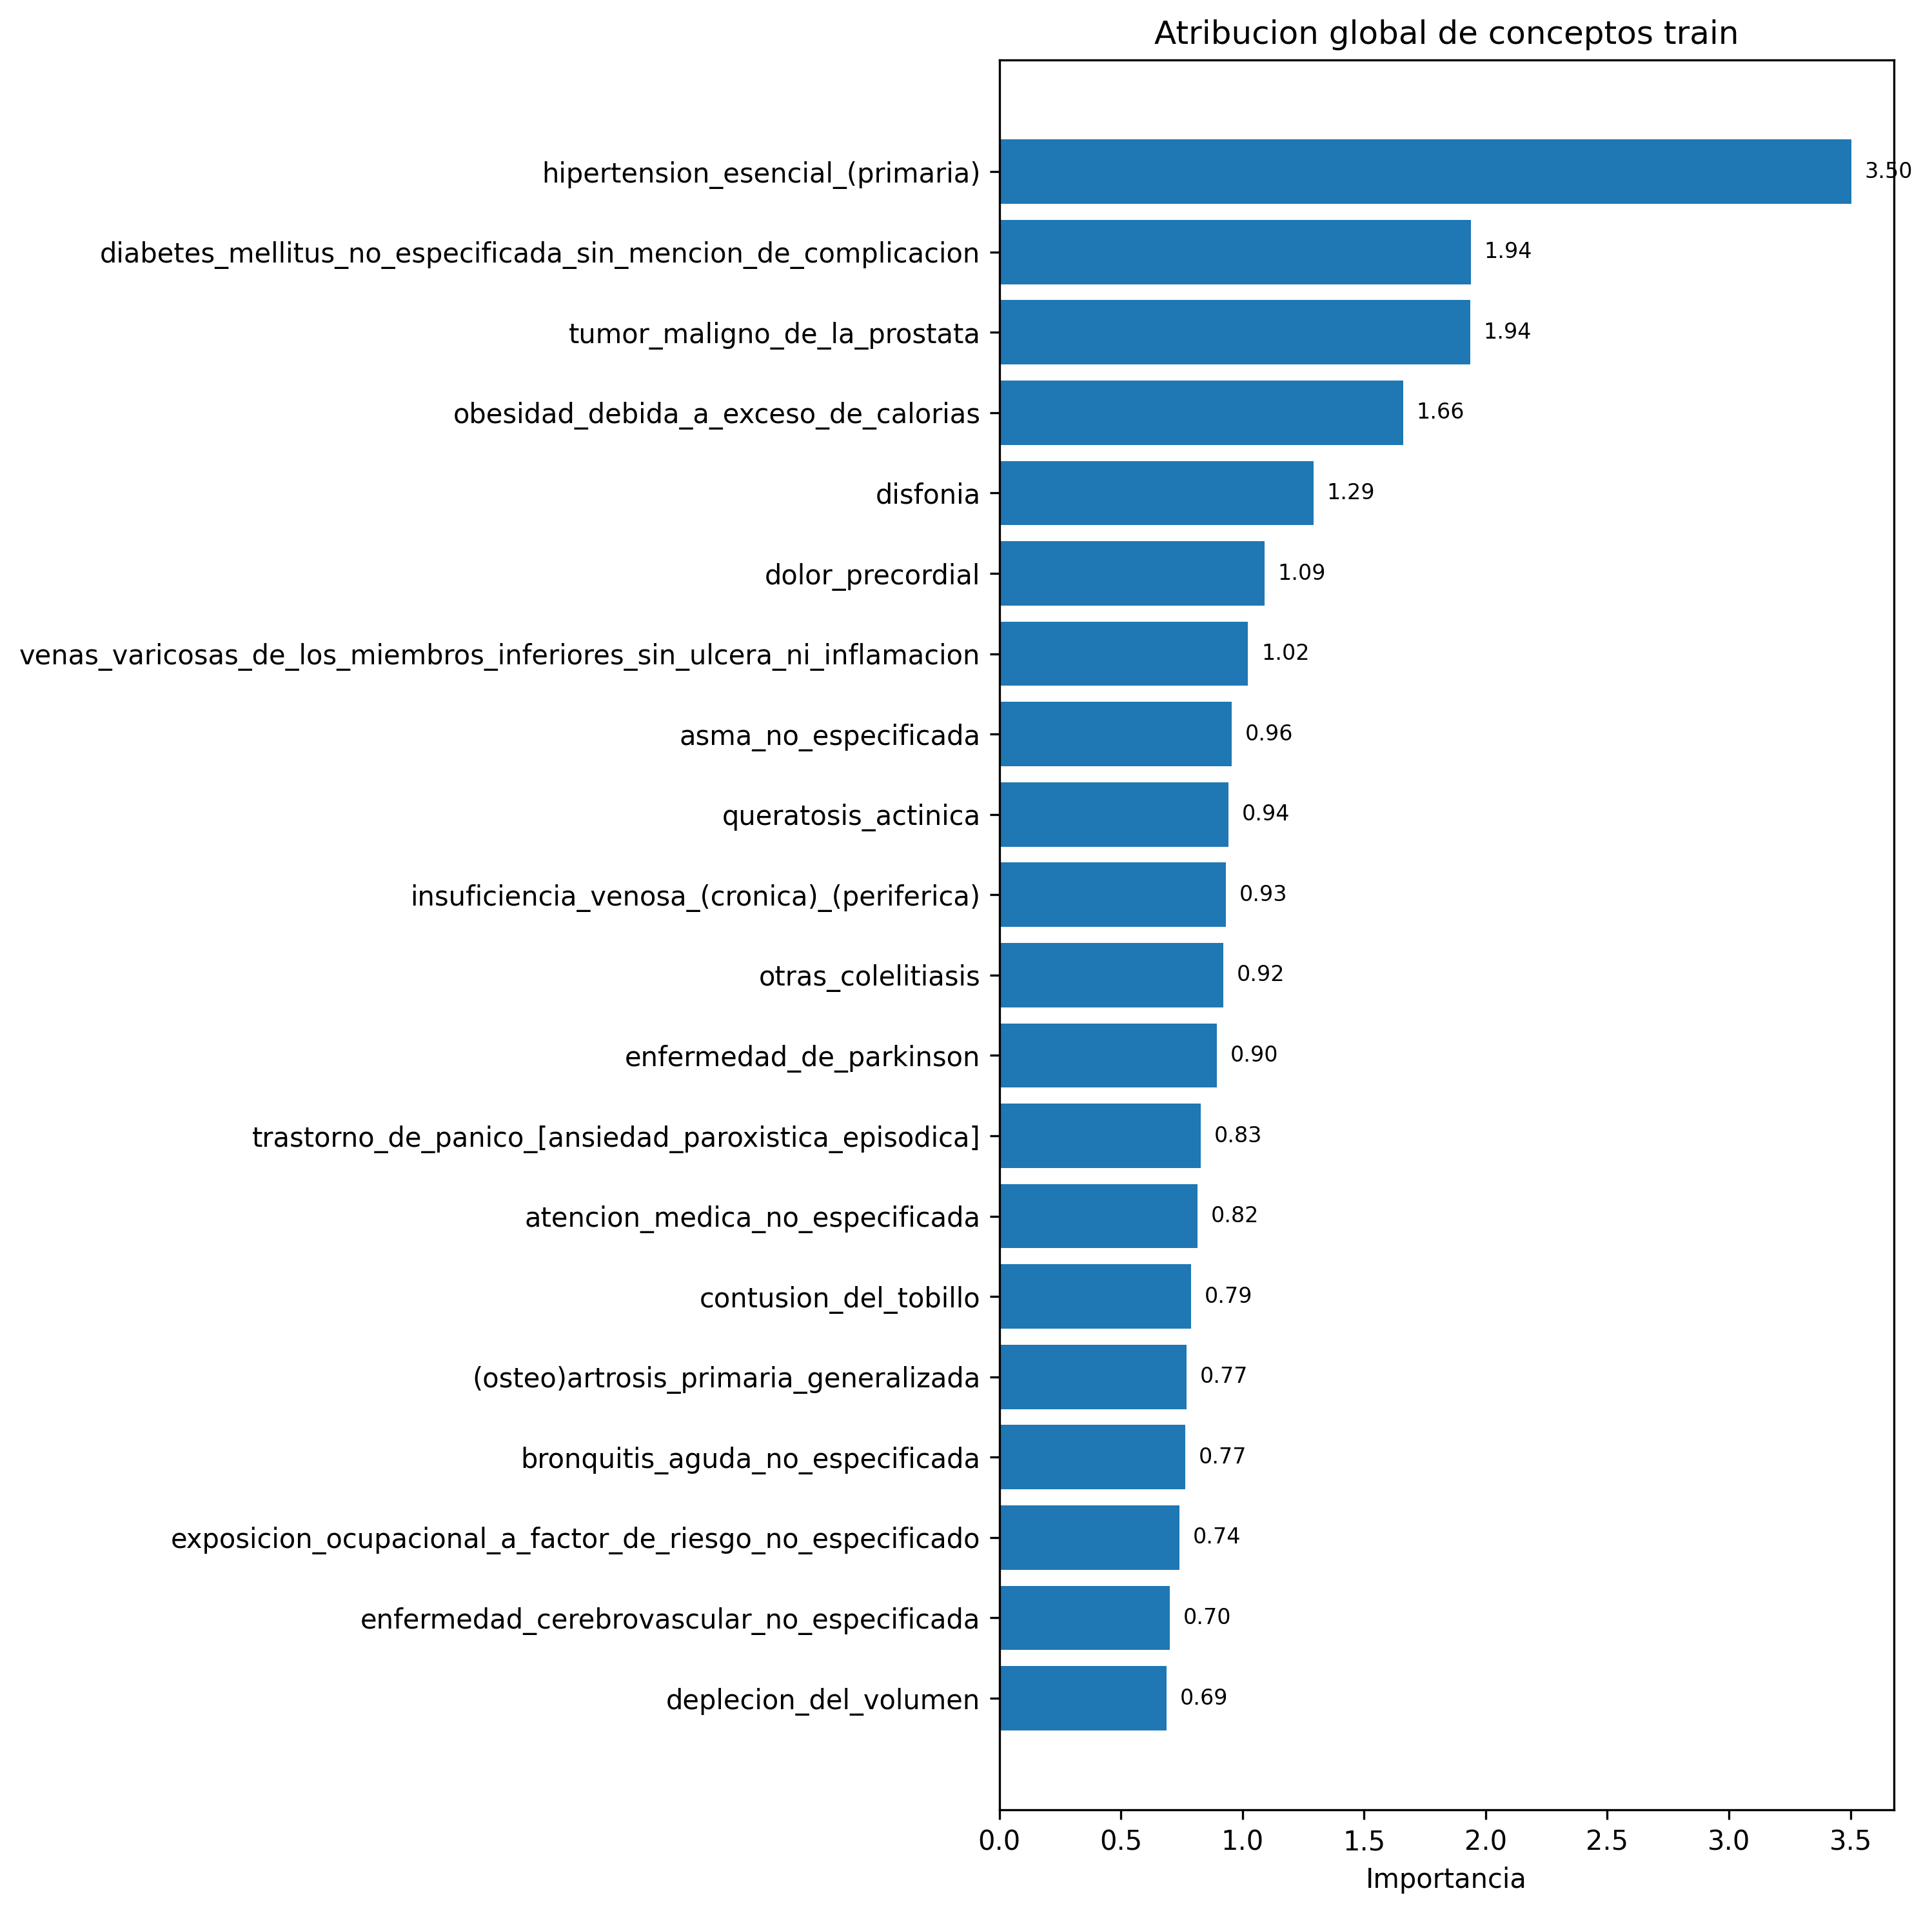 Atribucion global de conceptos train
hipertension_esencial_(primaria) 3.50
diabetes_mellitus_no_especificada_sin_mencion_de_complicacion 1.94
tumor_maligno_de_la_prostata 1.94
obesidad_debida_a_exceso_de_calorias 1.66
disfonia 1.29
dolor_precordial 1.09
venas_varicosas_de_los_miembros_inferiores_sin_ulcera_ni_inflamacion 1.02
asma_no_especificada 0.96
queratosis_actinica 0.94
insuficiencia_venosa_(cronica)_(periferica) 0.93
otras_colelitiasis 0.92
enfermedad_de_parkinson 0.90
trastorno_de_panico_[ansiedad_paroxistica_episodica] 0.83
atencion_medica_no_especificada 0.82
contusion_del_tobillo 0.79
(osteo)artrosis_primaria_generalizada 0.77
bronquitis_aguda_no_especificada 0.77
exposicion_ocupacional_a_factor_de_riesgo_no_especificado 0.74
enfermedad_cerebrovascular_no_especificada 0.70
deplecion_del_volumen 0.69
0.0 0.5 1.0 1.5 2.0 2.5 3.0 3.5
Importancia